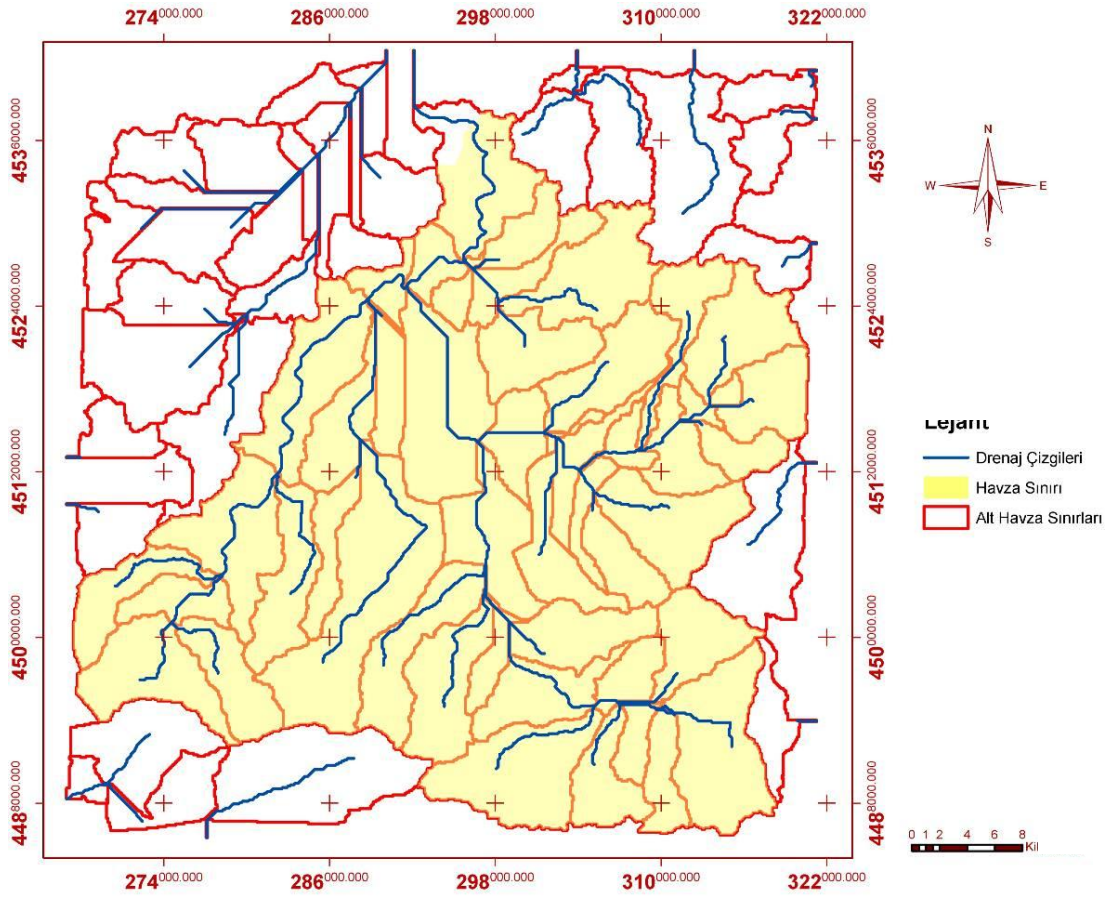 274000.000 286000.000 298000.000 310000.000 322000.000
4536000.000 4536000.000
4524000.000 4524000.000
4512000.000 4512000.000
4500000.000 4500000.000
4488000.000 4488000.000
274000.000 286000.000 298000.000 310000.000 322000.000
N
W E
S
Lejant
Drenaj Çizgileri
Havza Sınırı
Alt Havza Sınırları
0 1 2 4 6 8
Kil